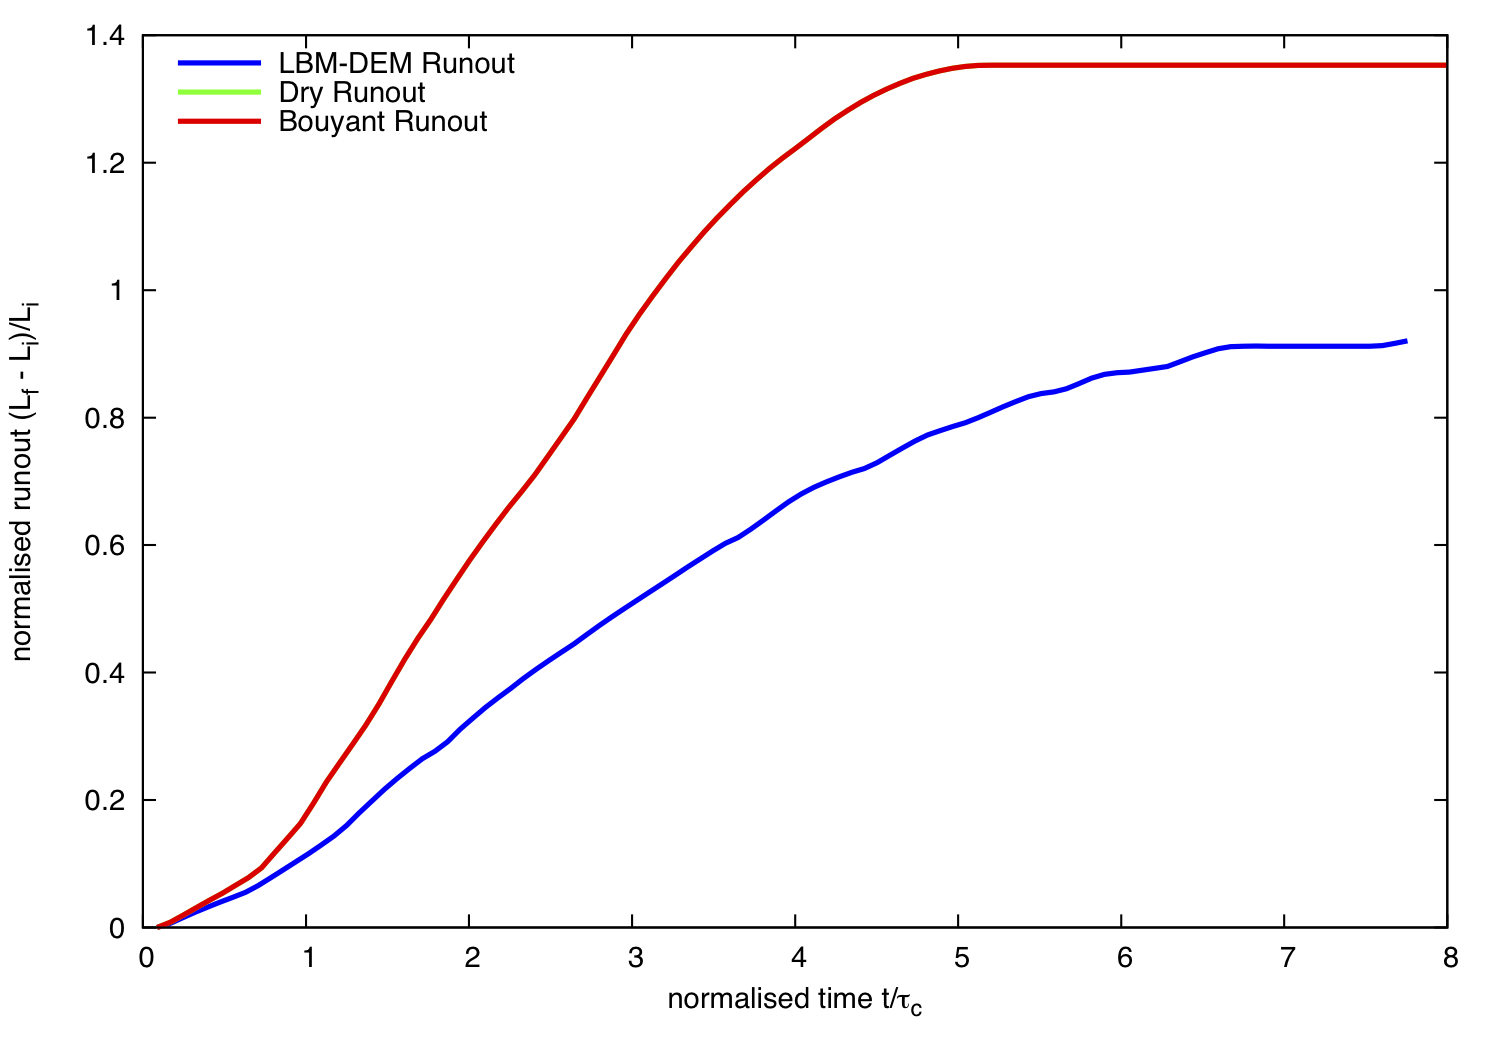 1.4
1.2
1
0.8
0.6
0.4
0.2
0
LBM-DEM Runout
Dry Runout
Bouyant Runout
normalised runout (Lf - Li)/Li
0 1 2 3 4 5 6 7 8
normalised time t/τc